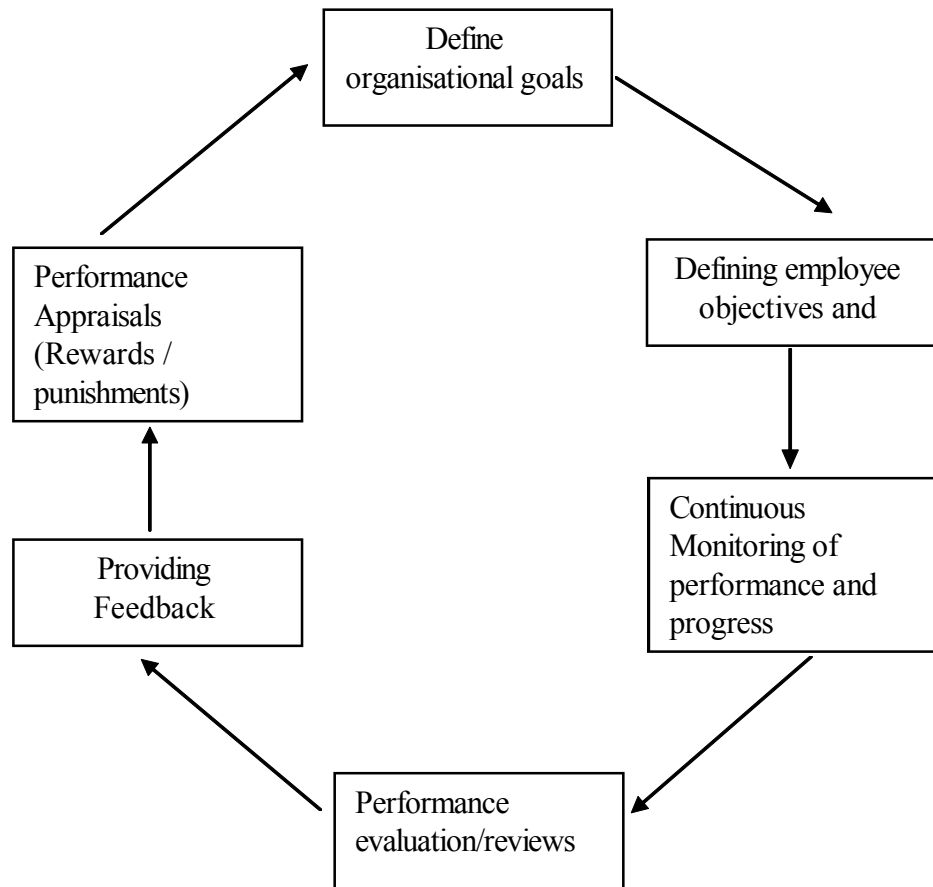 Define
organisational goals
Defining employee
objectives and
Continuous
Monitoring of
performance and
progress
Performance
evaluation/reviews
Providing
Feedback
Performance
Appraisals
(Rewards /
punishments)